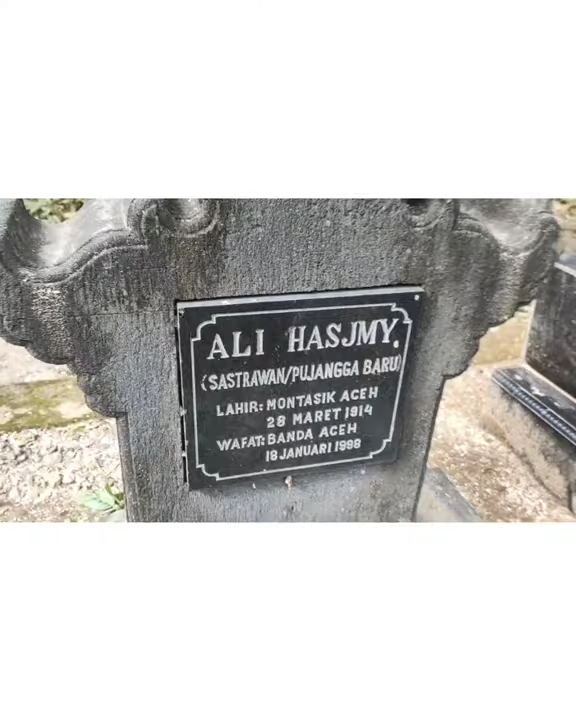 ALI HASJMY.
(SASTRAWAN/PUJANGGA BARU)
LAHIR: MONTASIK ACEH
28 MARET 1914
WAFAT: BANDA ACEH
18 JANUARI 1998